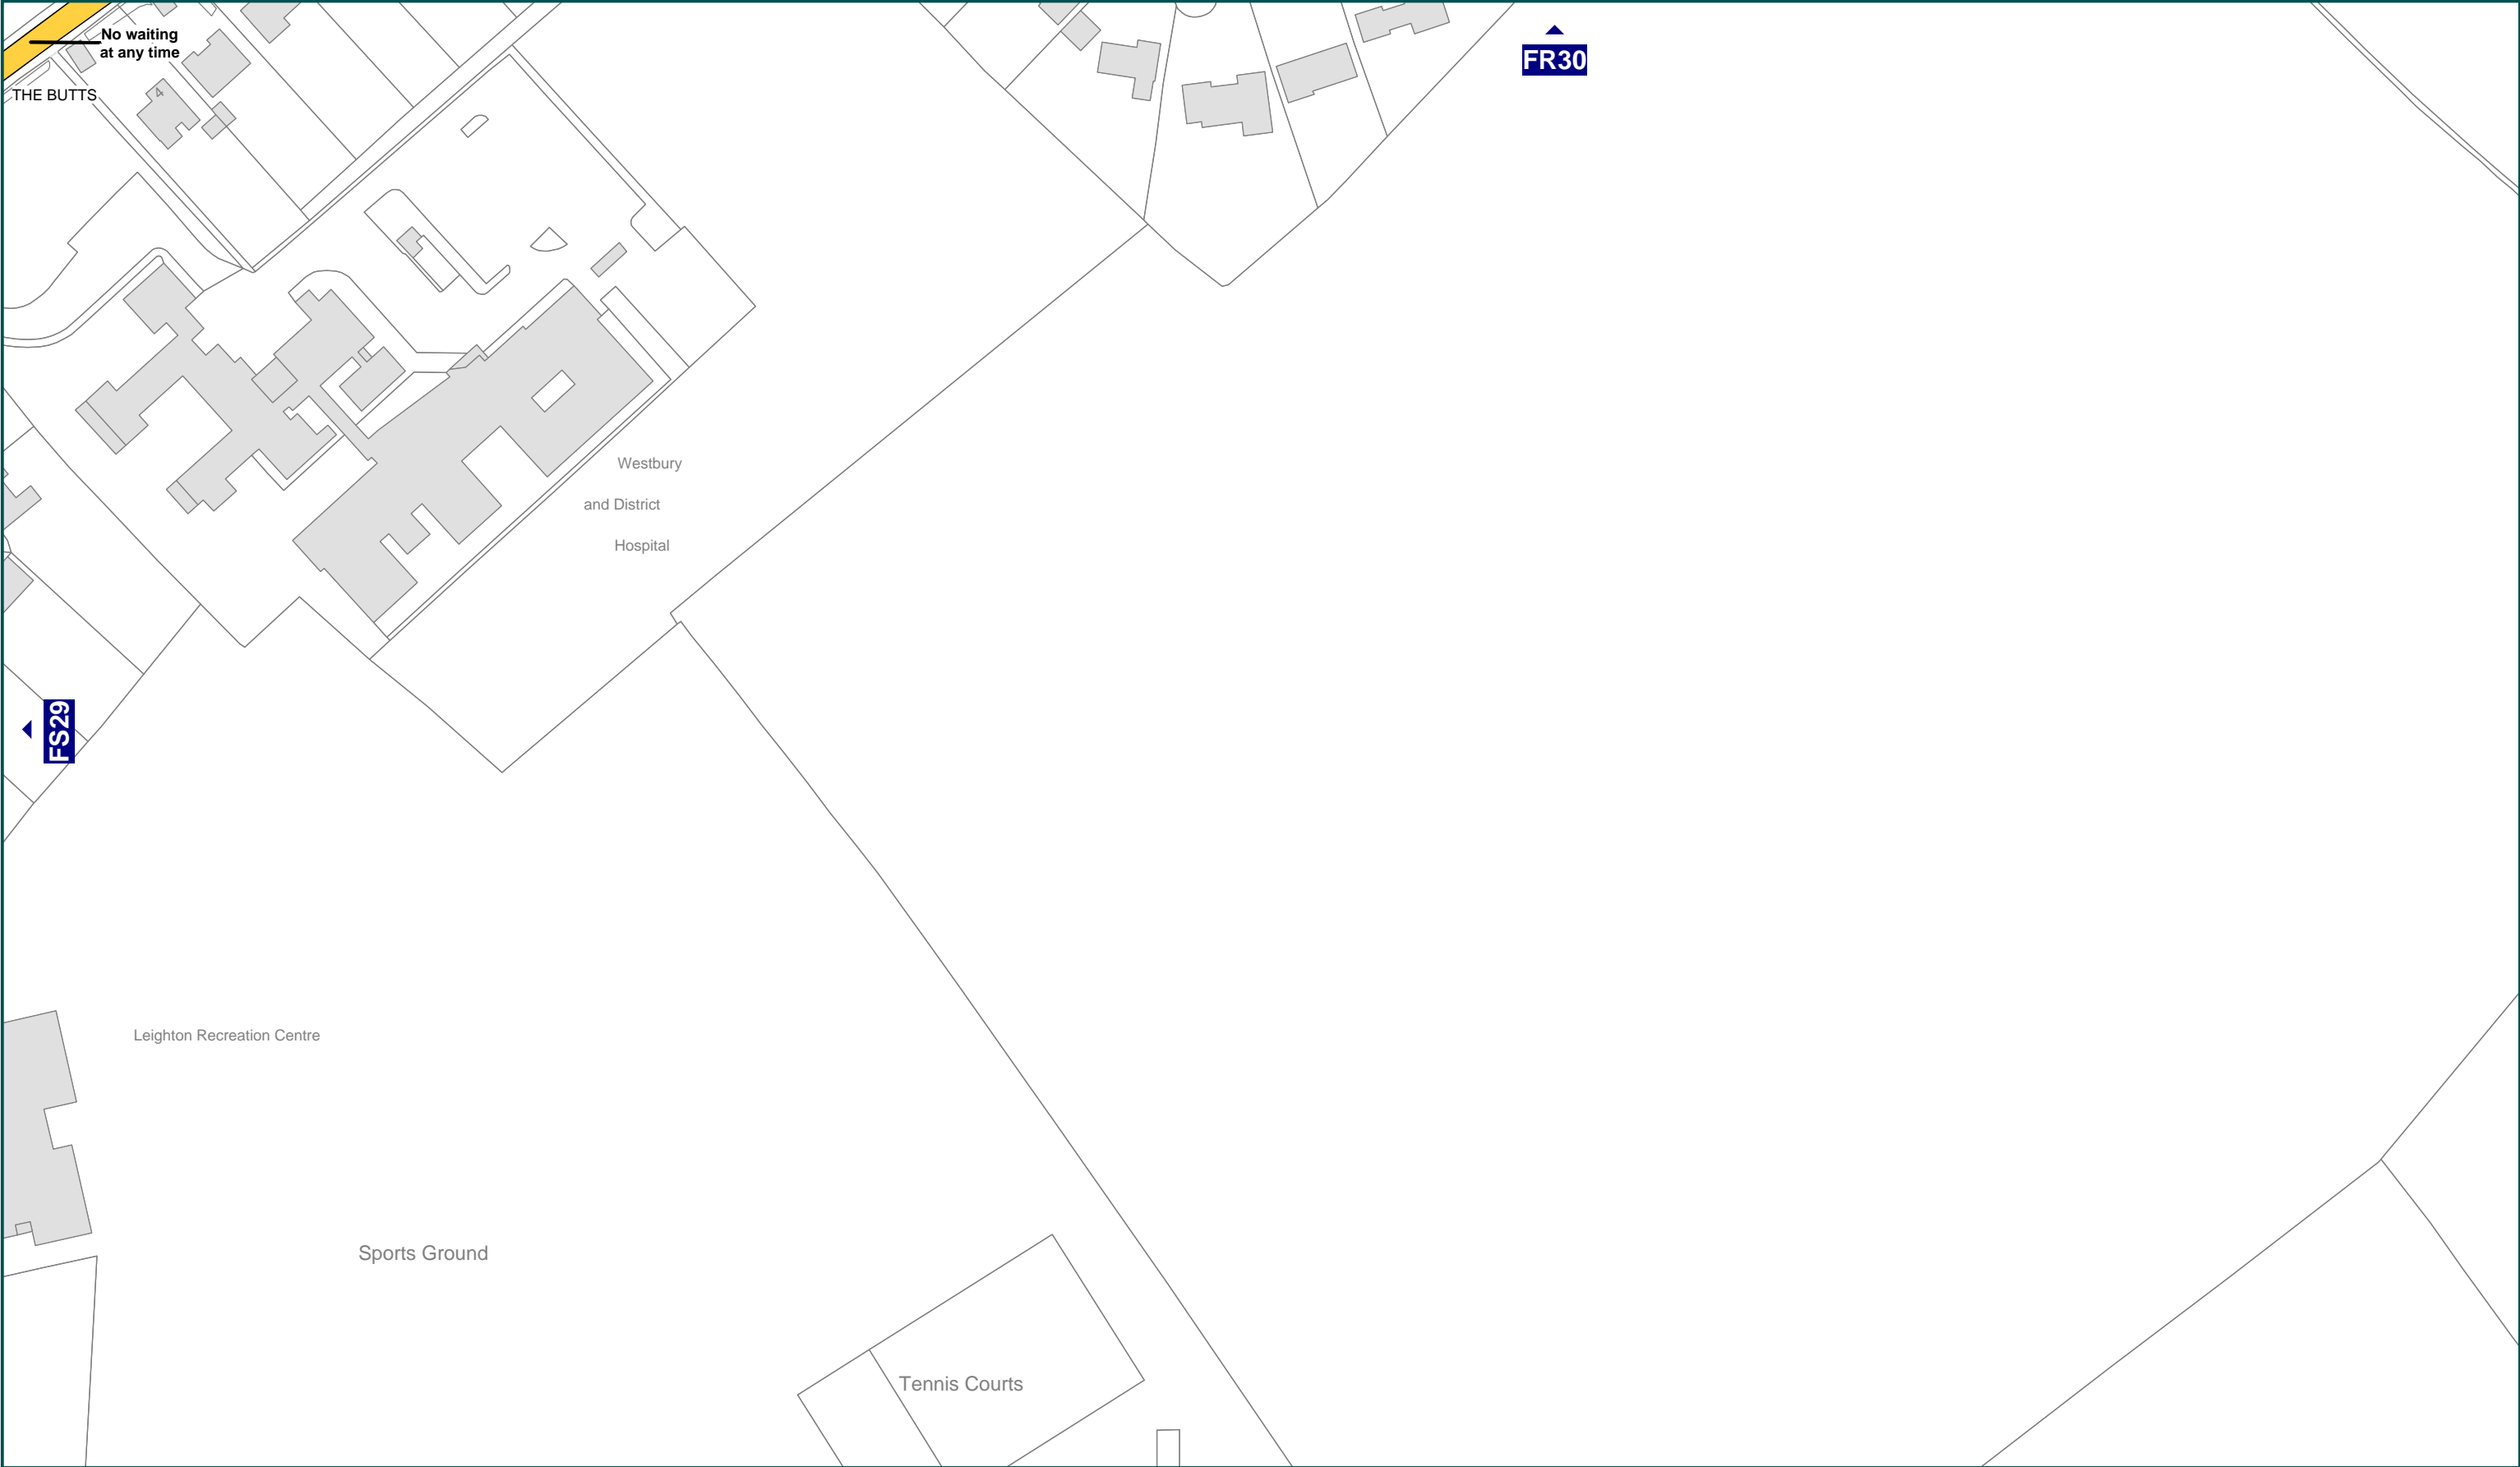 No waiting
at any time
FR30
THE BUTTS
4
Westbury
and District
Hospital
FS29
Leighton Recreation Centre
Sports Ground
Tennis Courts